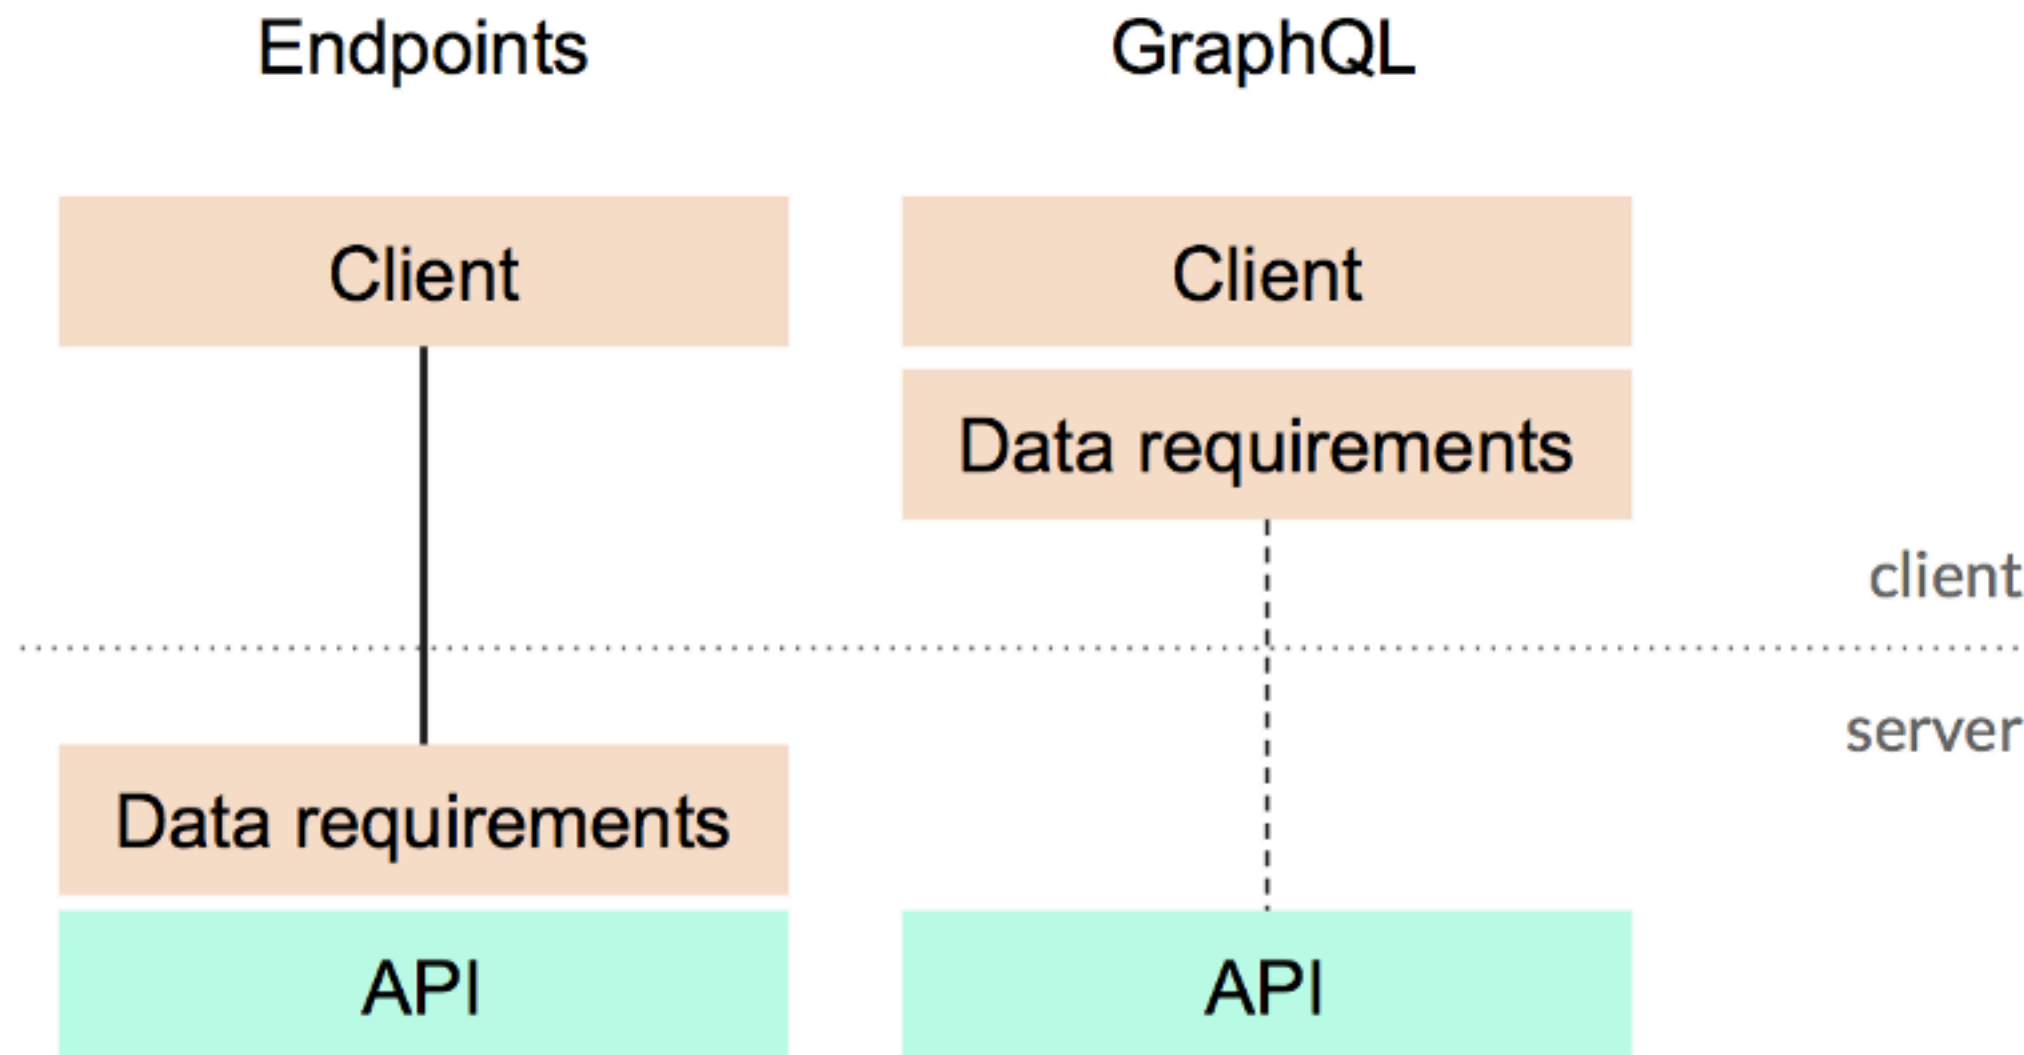 Endpoints
GraphQL
Client
Client
Data requirements
client
server
Data requirements
API
API